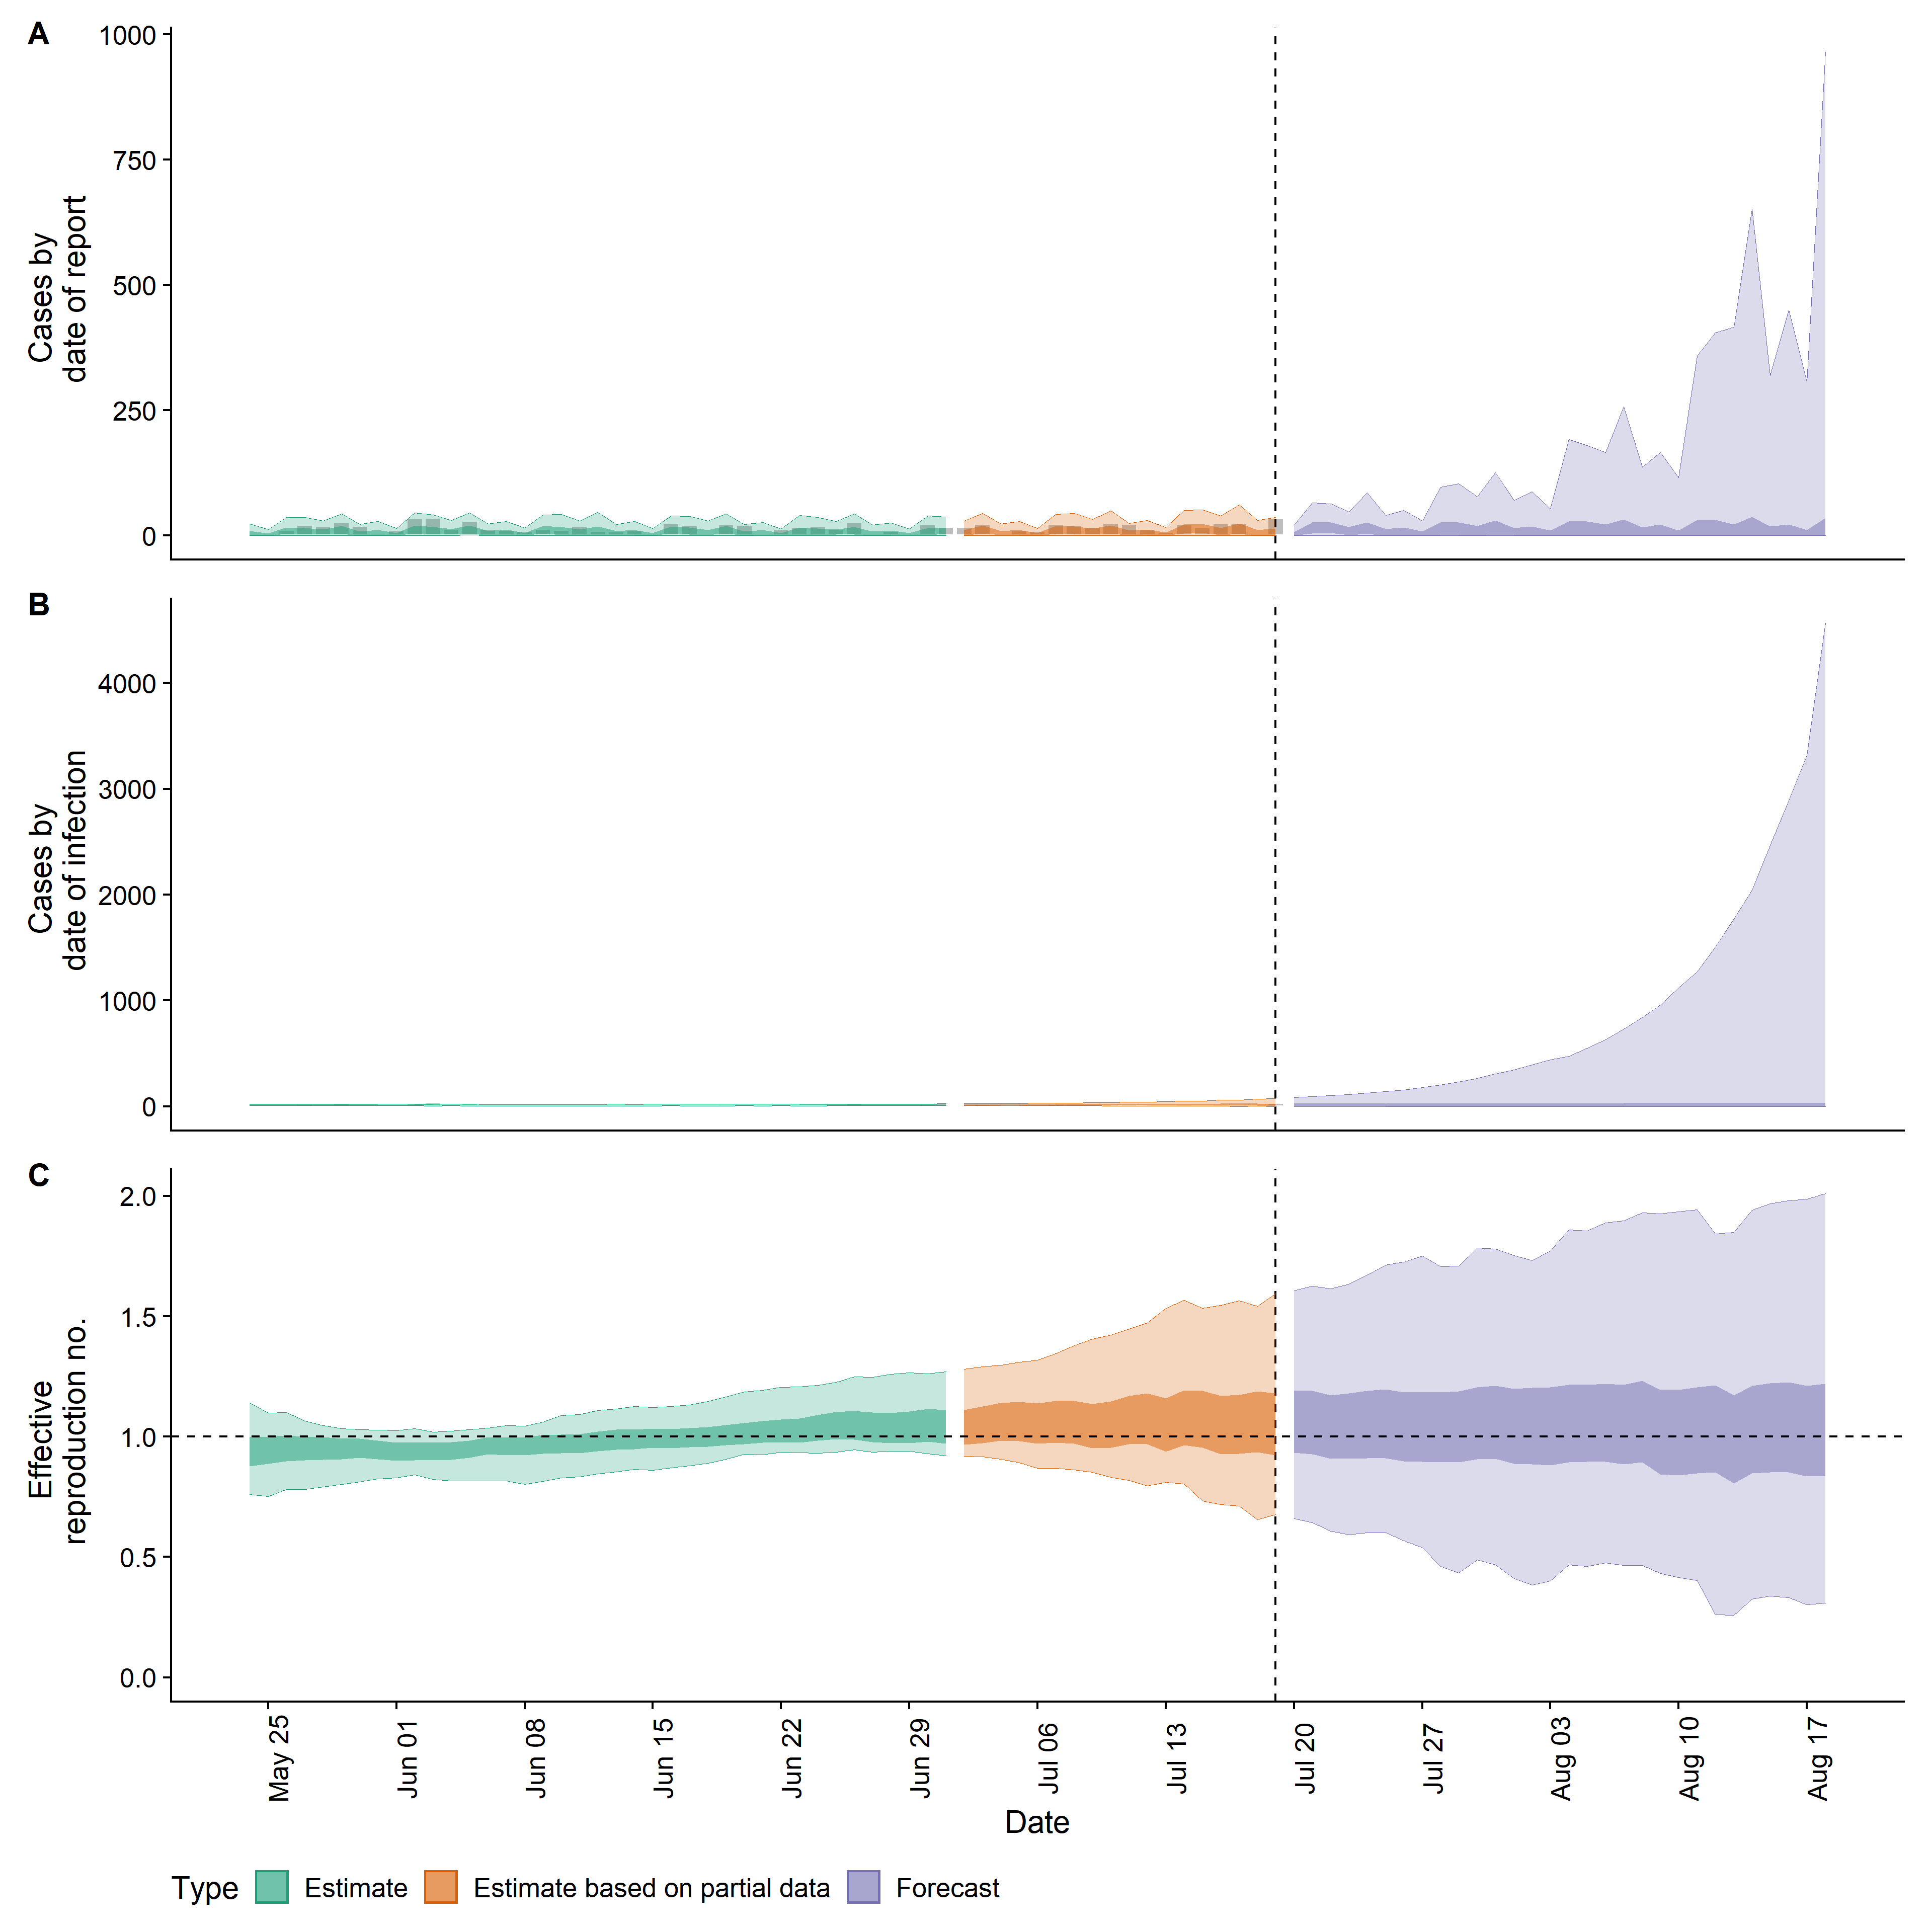 A
1000
750
500
250
0
Cases by
date of report
B
4000
3000
2000
1000
0
Cases by
date of infection
C
2.0
1.5
1.0
0.5
0.0
Effective
reproduction no.
May 25
Jun 01
Jun 08
Jun 15
Jun 22
Jun 29
Jul 06
Jul 13
Jul 20
Jul 27
Aug 03
Aug 10
Aug 17
Date
Type Estimate Estimate based on partial data Forecast